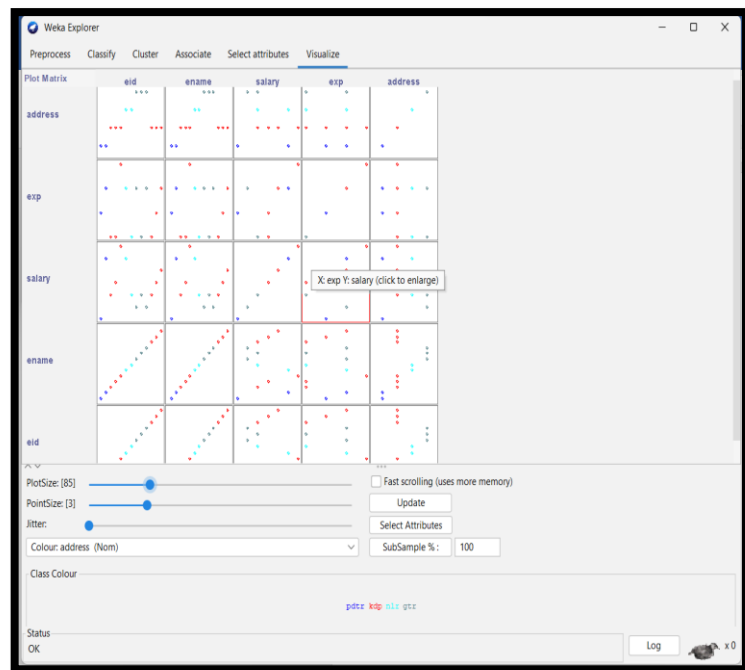 Weka Explorer
Preprocess Classify Cluster Associate Select attributes Visualize
Plot Matrix eid ename salary exp address
address
exp
salary
X: exp Y: salary (click to enlarge)
ename
eid
PlotSize: [85] Fast scrolling (uses more memory)
PointSize: [3] Update
Jitter: Select Attributes
Colour: address (Nom) SubSample % : 100
Class Colour
pdtr kdp nlr gtr
Status
OK Log x 0